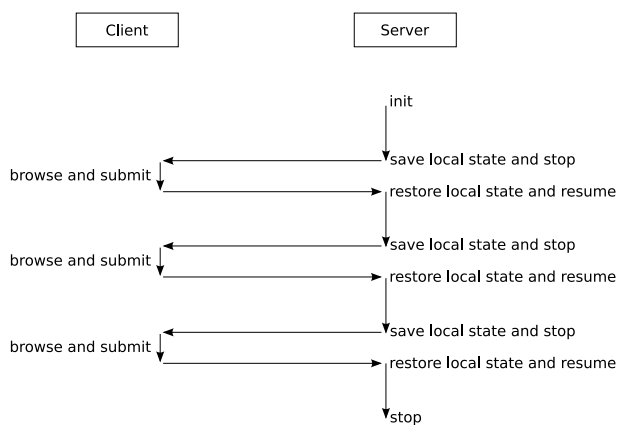 Client
Server
init
save local state and stop
browse and submit
restore local state and resume
save local state and stop
browse and submit
restore local state and resume
save local state and stop
browse and submit
restore local state and resume
stop